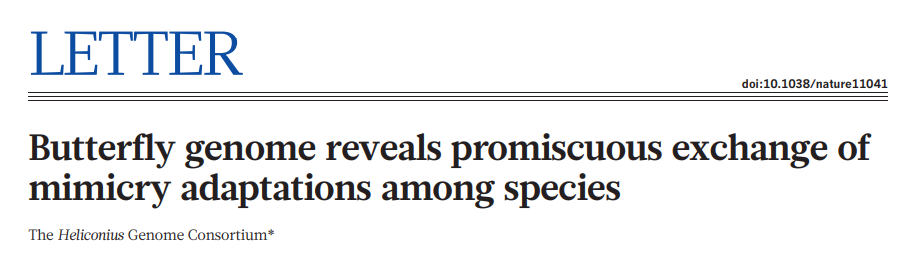 LETTER
doi:10.1038/nature11041
Butterfly genome reveals promiscuous exchange of
mimicry adaptations among species
The Heliconius Genome Consortium*